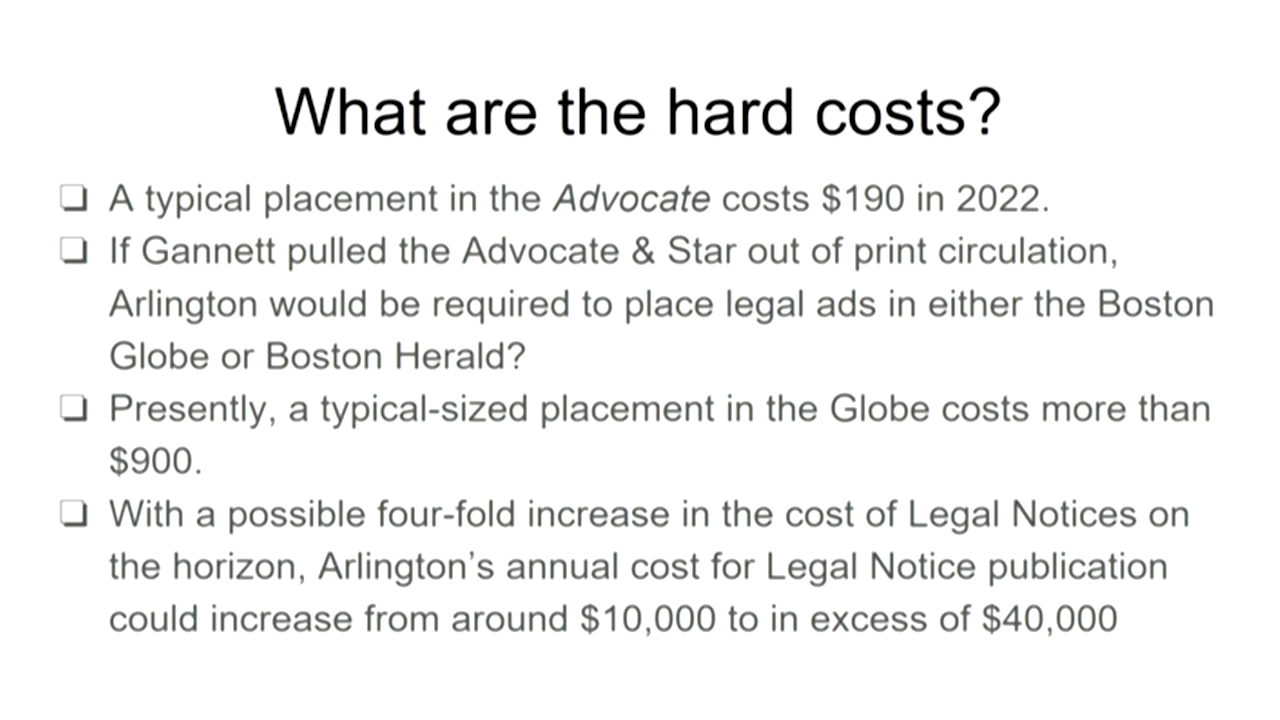 What are the hard costs?
❏ A typical placement in the Advocate costs $190 in 2022.
❏ If Gannett pulled the Advocate & Star out of print circulation,
Arlington would be required to place legal ads in either the Boston
Globe or Boston Herald?
❏ Presently, a typical-sized placement in the Globe costs more than
$900.
❏ With a possible four-fold increase in the cost of Legal Notices on
the horizon, Arlington’s annual cost for Legal Notice publication
could increase from around $10,000 to in excess of $40,000